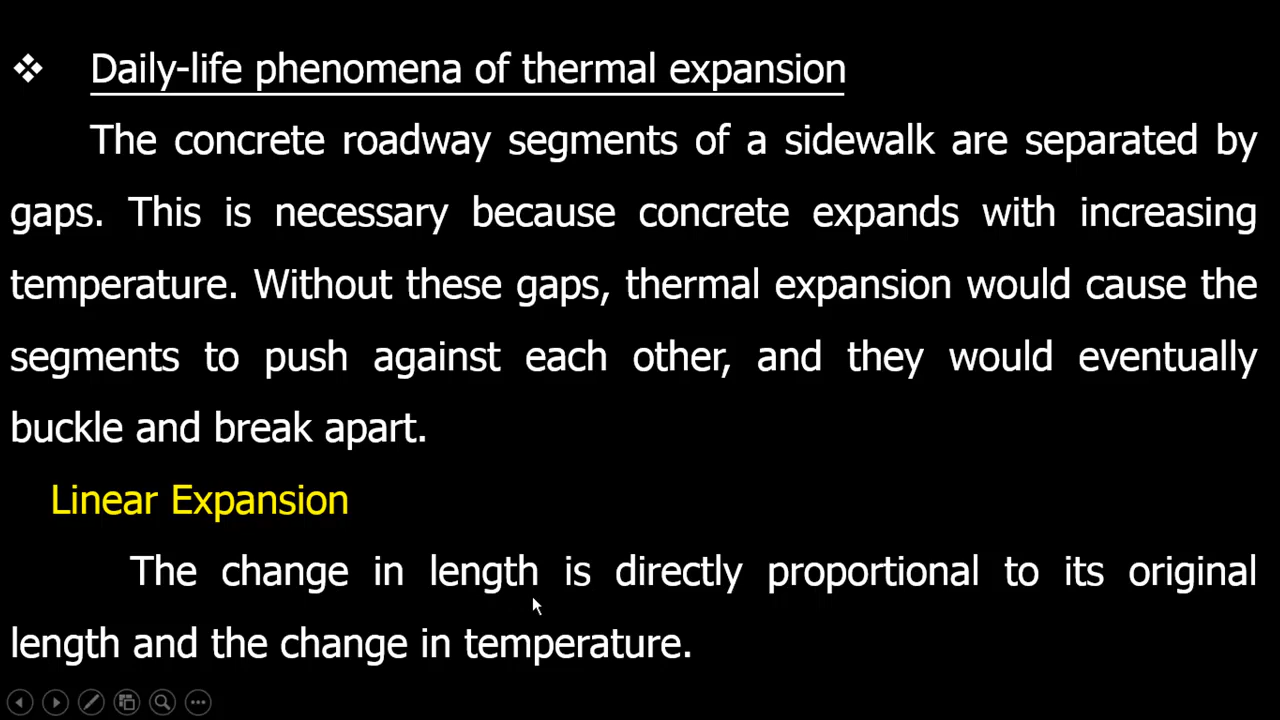 ❖ Daily-life phenomena of thermal expansion
The concrete roadway segments of a sidewalk are separated by
gaps. This is necessary because concrete expands with increasing
temperature. Without these gaps, thermal expansion would cause the
segments to push against each other, and they would eventually
buckle and break apart.
Linear Expansion
The change in length is directly proportional to its original
length and the change in temperature.